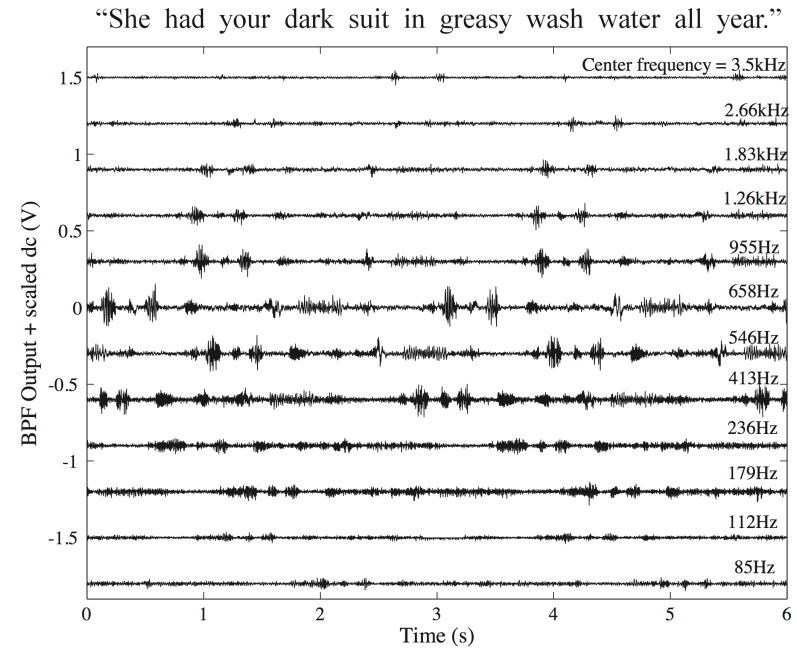 “She had your dark suit in greasy wash water all year.”
Center frequency = 3.5kHz
1.5
2.66kHz
1
1.83kHz
1.26kHz
0.5
955Hz
658Hz
0
546Hz
413Hz
-0.5
236Hz
-1
179Hz
112Hz
-1.5
85Hz
BPF Output + scaled dc (V)
0 1 2 3 4 5 6
Time (s)